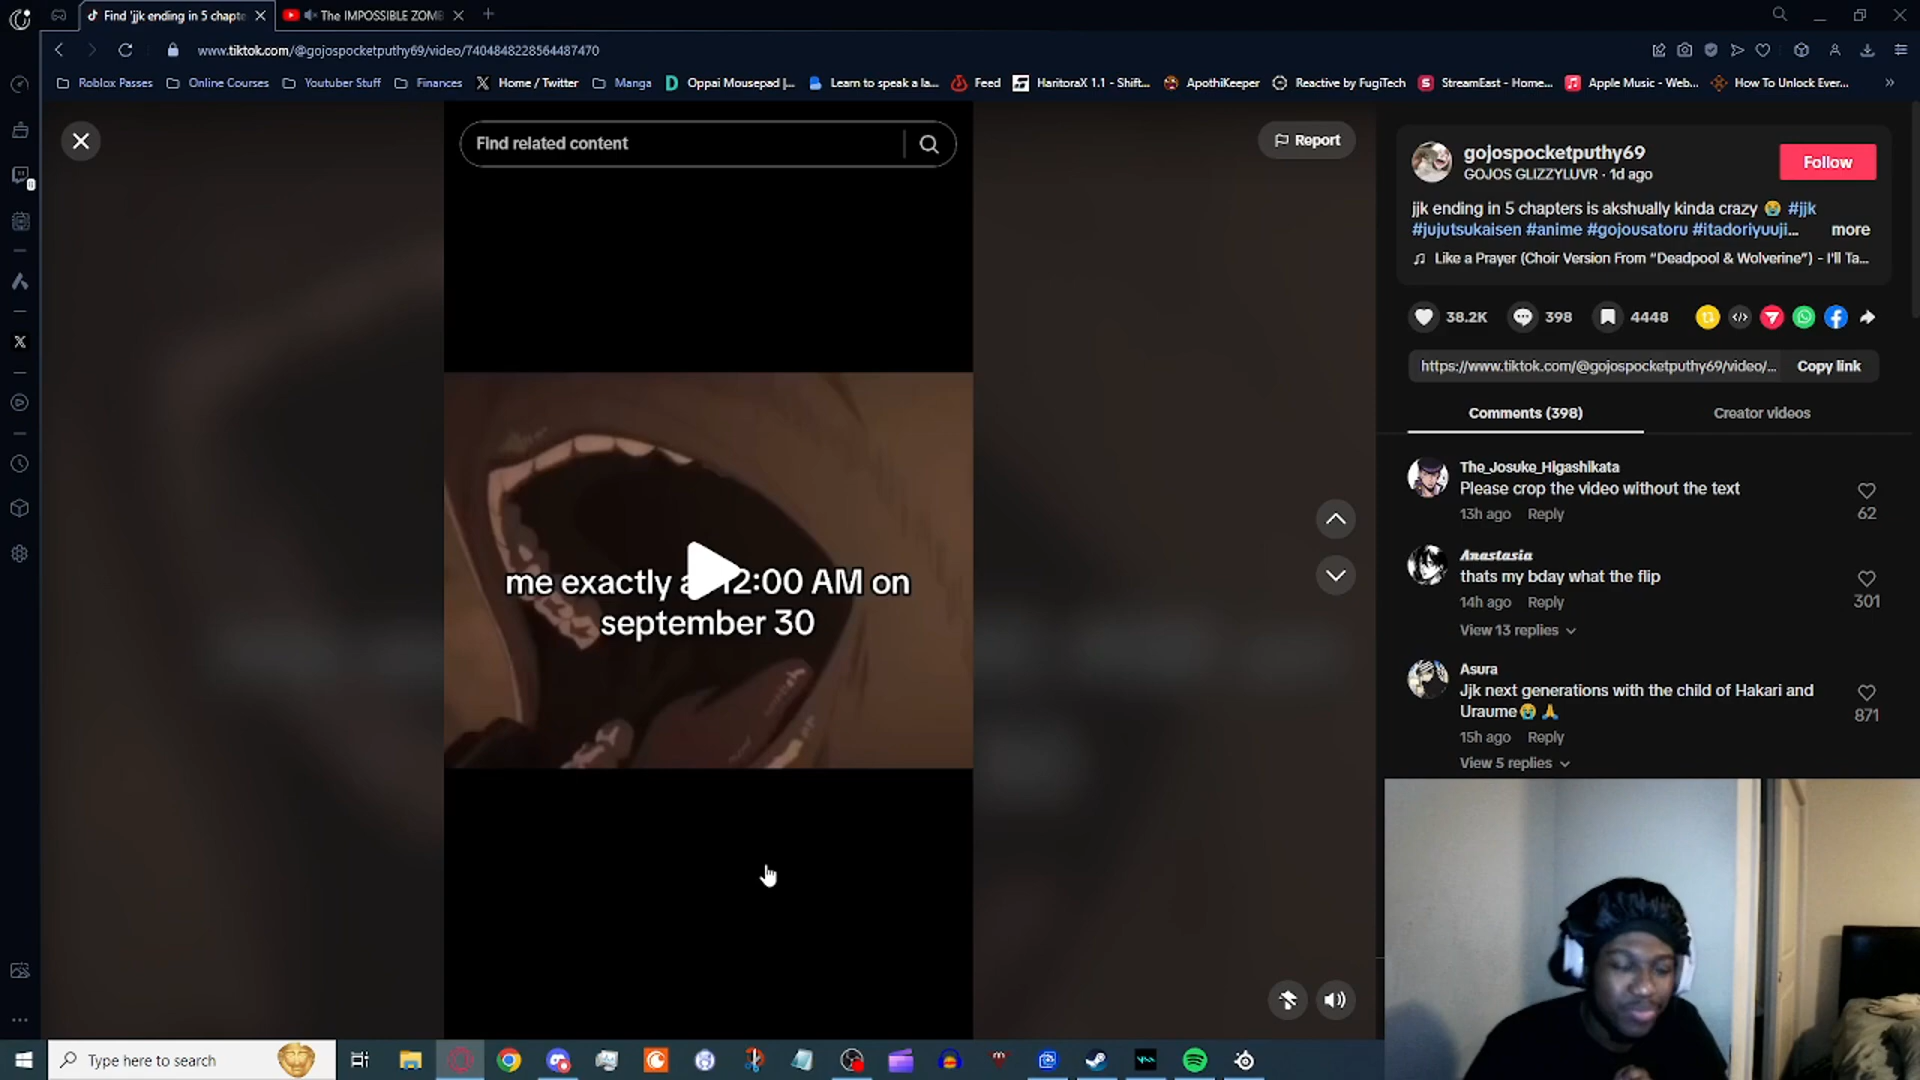 Find 'jjk ending in 5 chapte
The IMPOSSIBLE ZOMB
www.tiktok.com/@gojospocketputhy69/video/7404848228564487470
Roblox Passes
Online Courses
Youtuber Stuff
Finances
Home / Twitter
Manga
Oppai Mousepad |...
Learn to speak a la...
Feed
HaritoraX 1.1 - Shift...
ApothiKeeper
Reactive by FugiTech
StreamEast - Home...
Apple Music - Web...
How To Unlock Ever...
Find related content
Report
me exactly a 12:00 AM on
september 30
gojospocketputhy69
GOJOS GLIZZYLUVR · 1d ago
Follow
jjk ending in 5 chapters is akshually kinda crazy 😭 #jjk
#jujutsukaisen #anime #gojousatoru #itadoriyuuji... more
Like a Prayer (Choir Version From "Deadpool & Wolverine") - I'll Ta...
38.2K
398
4448
https://www.tiktok.com/@gojospocketputhy69/video/...
Copy link
Comments (398)
Creator videos
The_Josuke_Higashikata
Please crop the video without the text
13h ago Reply
62
Anastasia
thats my bday what the flip
14h ago Reply
301
View 13 replies
Asura
Jjk next generations with the child of Hakari and
Uraume😭🙏
15h ago Reply
871
View 5 replies
Type here to search